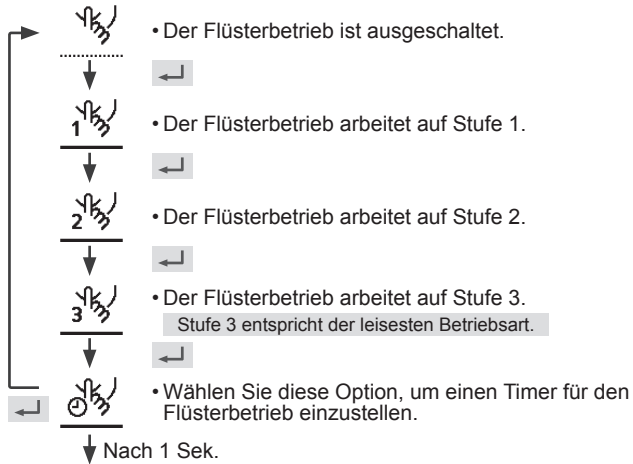 • Der Flüsterbetrieb ist ausgeschaltet.
1
• Der Flüsterbetrieb arbeitet auf Stufe 1.
2
• Der Flüsterbetrieb arbeitet auf Stufe 2.
3
• Der Flüsterbetrieb arbeitet auf Stufe 3.
Stufe 3 entspricht der leisesten Betriebsart.
• Wählen Sie diese Option, um einen Timer für den
Flüsterbetrieb einzustellen.
Nach 1 Sek.